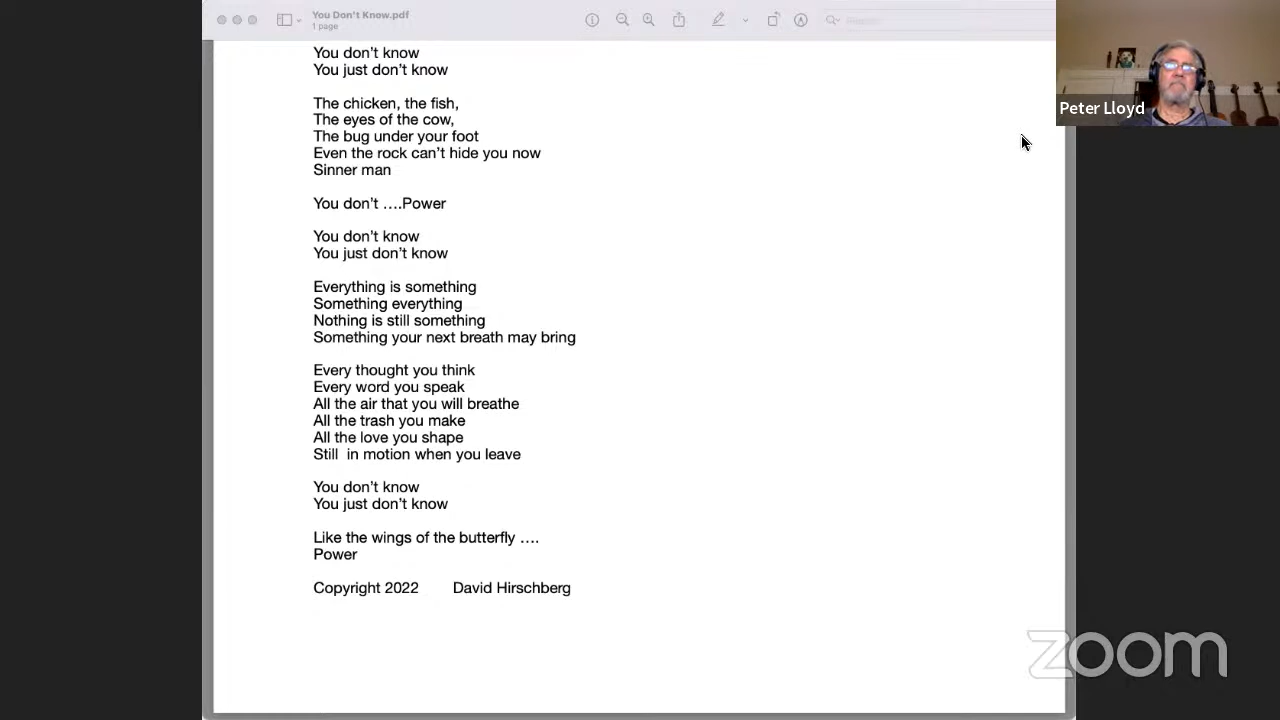 You Don't Know.pdf
1 page
Search
Peter Lloyd
You don't know
You just don't know
The chicken, the fish,
The eyes of the cow,
The bug under your foot
Even the rock can't hide you now
Sinner man
You don't ….Power
You don't know
You just don't know
Everything is something
Something everything
Nothing is still something
Something your next breath may bring
Every thought you think
Every word you speak
All the air that you will breathe
All the trash you make
All the love you shape
Still  in motion when you leave
You don't know
You just don't know
Like the wings of the butterfly ….
Power
Copyright 2022 David Hirschberg
zoom